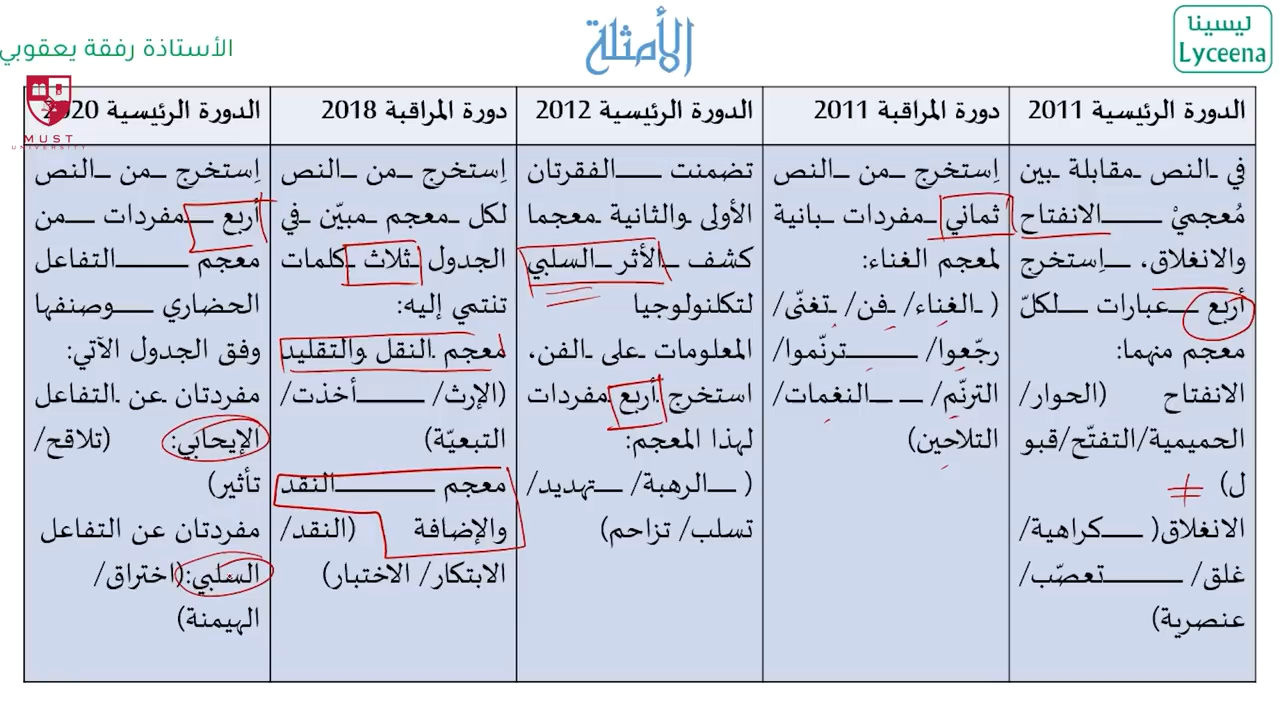 الأستاذة رفقة يعقوبي
الأمثلة
ليسينا
Lyceena
MUST
UNIVERSITY
الدورة الرئيسية 2011
في النص مقابلة بين
مُعجميْ الانفتاح
والانغلاق، اِستخرج
أربع عبارات لكلّ
معجم منهما:
الانفتاح (الحوار/
الحميمية/التفتّح/قبو
ل) ≠
الانغلاق( كراهية/
غلق/ تعصّب/
عنصرية)
دورة المراقبة 2011
اِستخرج من النص
ثماني مفردات بانية
لمعجم الغناء:
( الغناء/ فن/ تغنّى/
رجّعوا/ ترنّموا/
الترنّم/ النغمات/
التلاحين)
الدورة الرئيسية 2012
تضمنت الفقرتان
الأولى والثانية معجما
كشف الأثر السلبي
لتكنولوجيا
المعلومات على الفن،
استخرج أربع مفردات
لهذا المعجم:
( الرهبة/ تهديد/
تسلب/ تزاحم)
دورة المراقبة 2018
اِستخرج من النص
لكل معجم مبيّن في
الجدول ثلاث كلمات
تنتمي إليه:
معجم النقل والتقليد
(الإرث/ أخذت/
التبعيّة)
معجم النقد
والإضافة (النقد/
الابتكار/ الاختبار)
الدورة الرئيسية 2020
اِستخرج من النص
أربع مفردات من
معجم التفاعل
الحضاري وصنفها
وفق الجدول الآتي:
مفردتان عن التفاعل
الإيجابي: (تلاقح/
تأثير)
مفردتان عن التفاعل
السلبي:(اختراق/
الهيمنة)